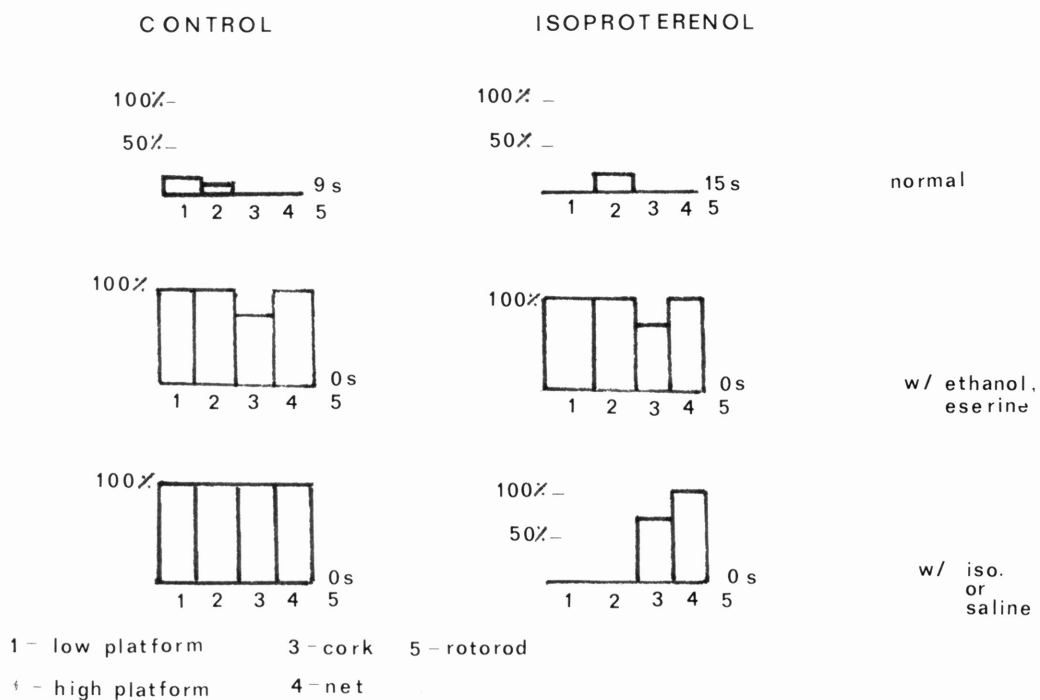 CONTROL ISOPROTERENOL
100% 100%
50% 50%
9 s 15 s normal
1 2 3 4 5 1 2 3 4 5
100% 100%
0 s 0 s w/ ethanol,
1 2 3 4 5 1 2 3 4 5 eserine
100% 100%
50%
0 s 0 s w/ iso.
or
1 2 3 4 5 1 2 3 4 5 saline
1 - low platform 3 - cork 5 - rotorod
- high platform 4 - net